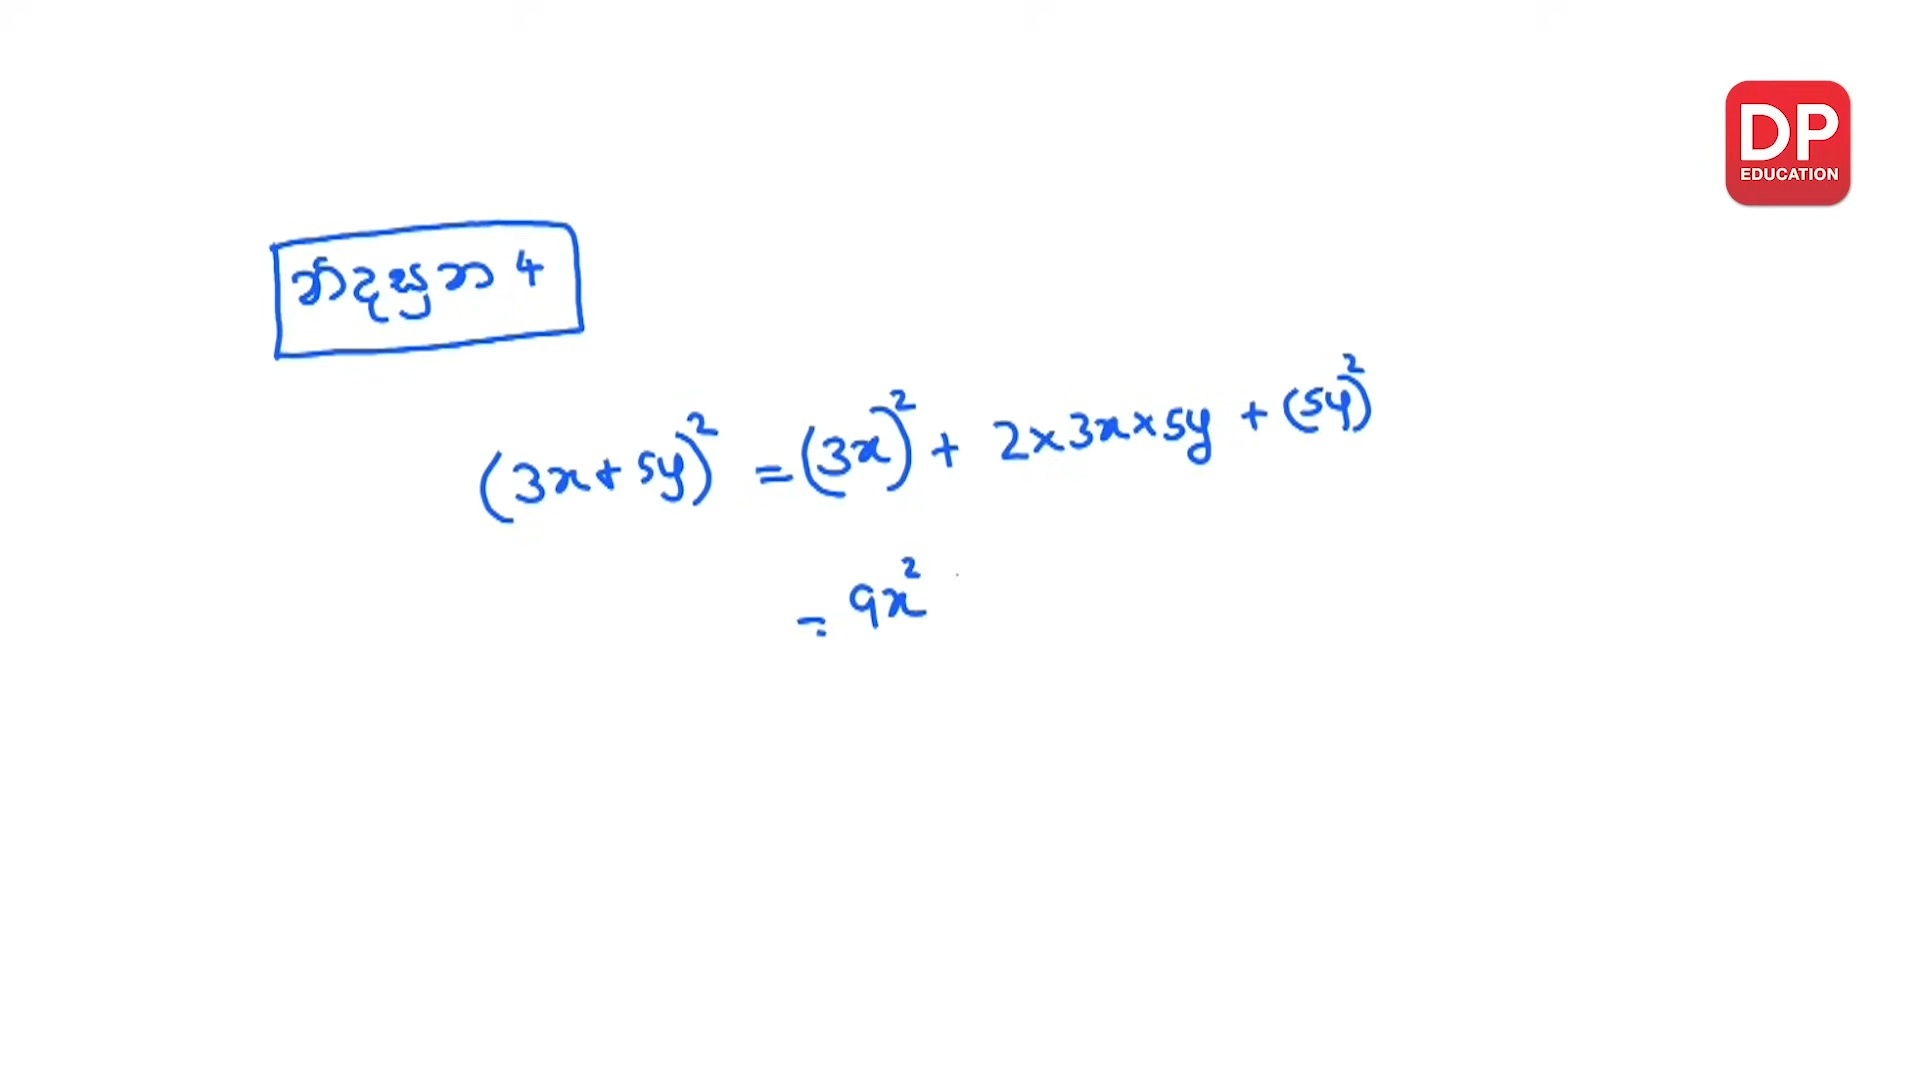 DP
EDUCATION
නිදසුන 4
(3x + 5y)² = (3x)² + 2 × 3x × 5y + (5y)²
= 9x²